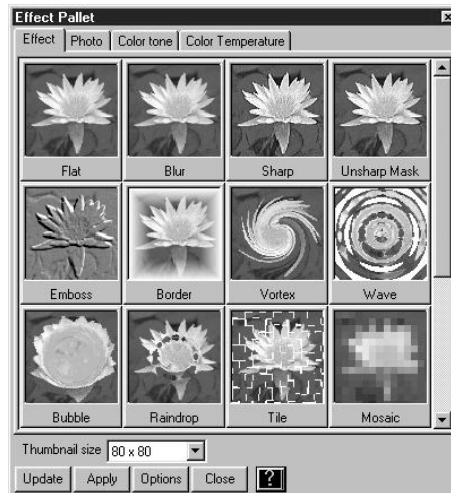 Effect Pallet
Effect Photo Color tone Color Temperature
Flat Blur Sharp Unsharp Mask
Emboss Border Vortex Wave
Bubble Raindrop Tile Mosaic
Thumbnail size 80 x 80
Update Apply Options Close ?